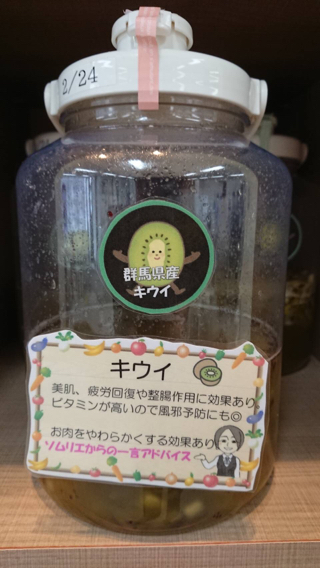 2/24
群馬県産
キウイ
キウイ
美肌、疲労回復や整腸作用に効果あり
ビタミンが高いので風邪予防にも◎
お肉をやわらかくする効果あり
ソムリエからの一言アドバイス